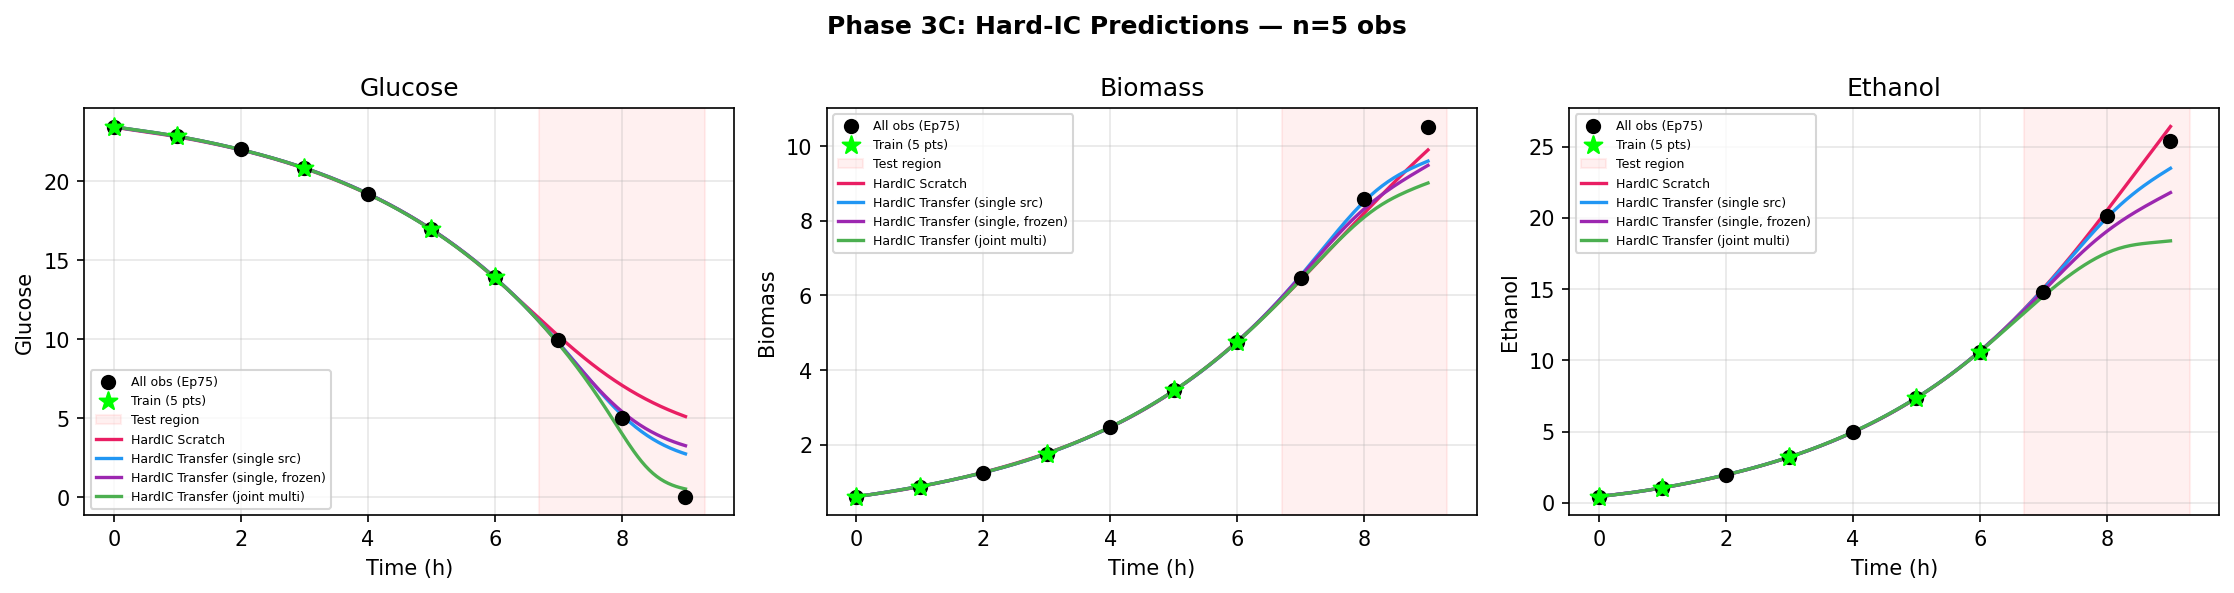 Phase 3C: Hard-IC Predictions — n=5 obs
Glucose
Glucose
20
15
10
5
0
All obs (Ep75)
Train (5 pts)
Test region
HardIC Scratch
HardIC Transfer (single src)
HardIC Transfer (single, frozen)
HardIC Transfer (joint multi)
0 2 4 6 8
Time (h)
Biomass
Biomass
10
8
6
4
2
All obs (Ep75)
Train (5 pts)
Test region
HardIC Scratch
HardIC Transfer (single src)
HardIC Transfer (single, frozen)
HardIC Transfer (joint multi)
0 2 4 6 8
Time (h)
Ethanol
Ethanol
25
20
15
10
5
0
All obs (Ep75)
Train (5 pts)
Test region
HardIC Scratch
HardIC Transfer (single src)
HardIC Transfer (single, frozen)
HardIC Transfer (joint multi)
0 2 4 6 8
Time (h)